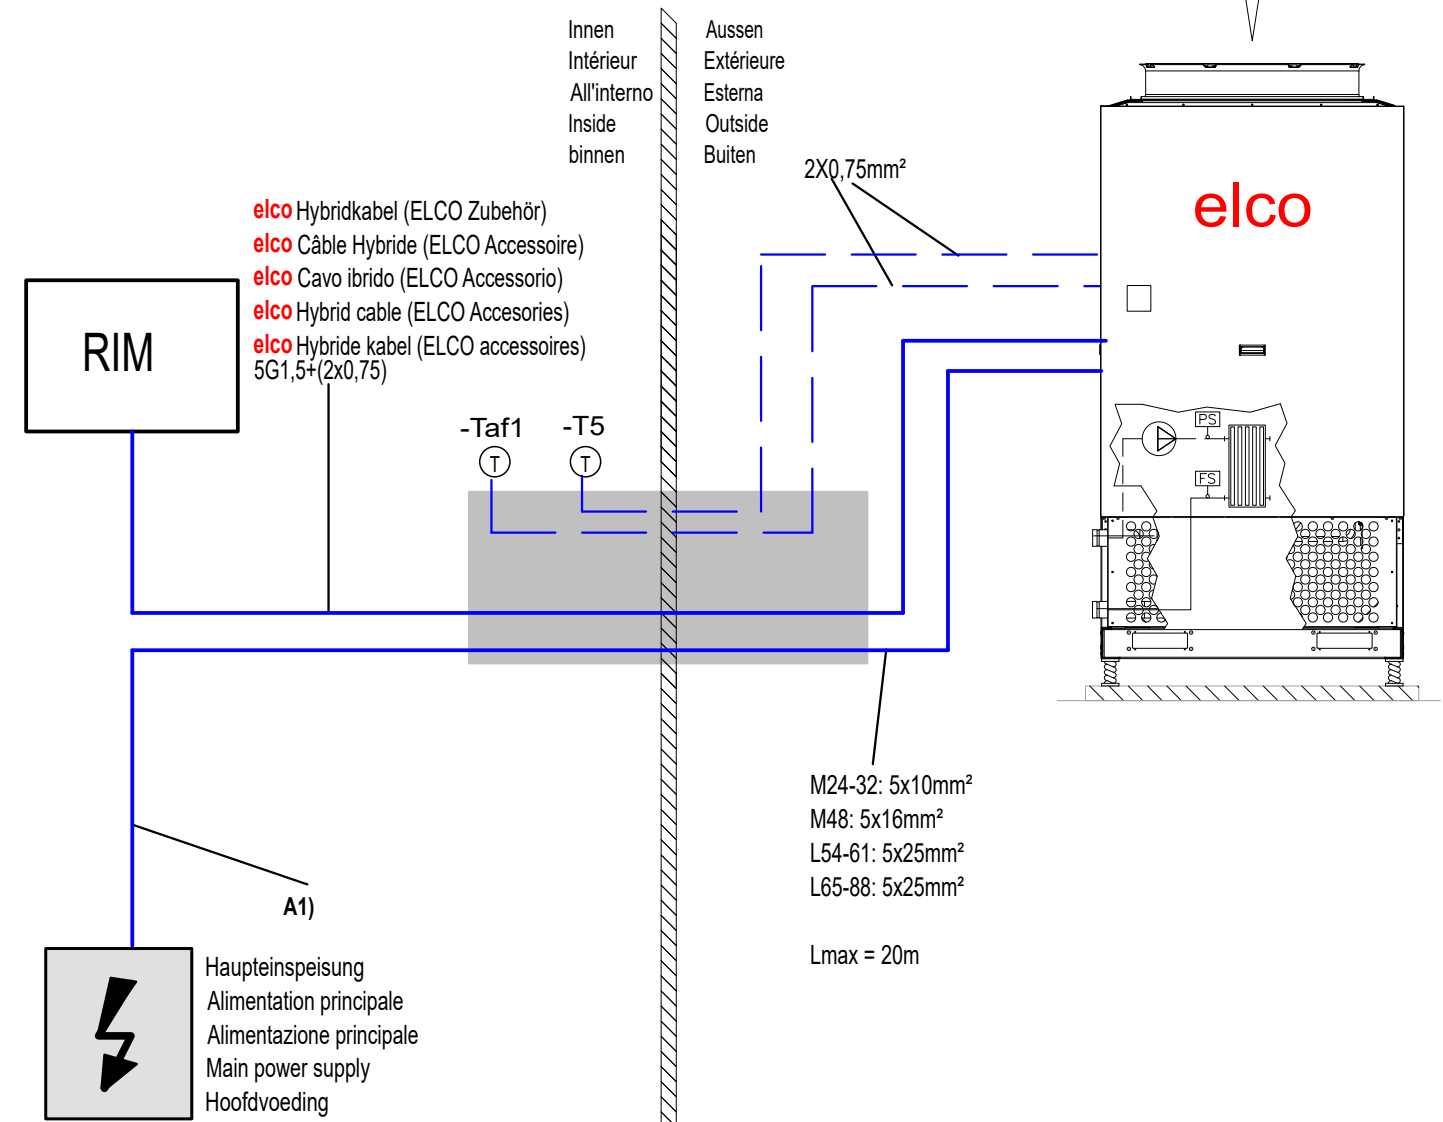 Innen
Intérieur
All'interno
Inside
binnen
Aussen
Extérieure
Esterna
Outside
Buiten
2X0,75mm²
elco
elco Hybridkabel (ELCO Zubehör)
elco Câble Hybride (ELCO Accessoire)
elco Cavo ibrido (ELCO Accessorio)
elco Hybrid cable (ELCO Accesories)
elco Hybride kabel (ELCO accessoires)
5G1,5+(2x0,75)
RIM
-Taf1
T
-T5
T
PS
FS
M24-32: 5x10mm²
M48: 5x16mm²
L54-61: 5x25mm²
L65-88: 5x25mm²
Lmax = 20m
A1)
Haupteinspeisung
Alimentation principale
Alimentazione principale
Main power supply
Hoofdvoeding